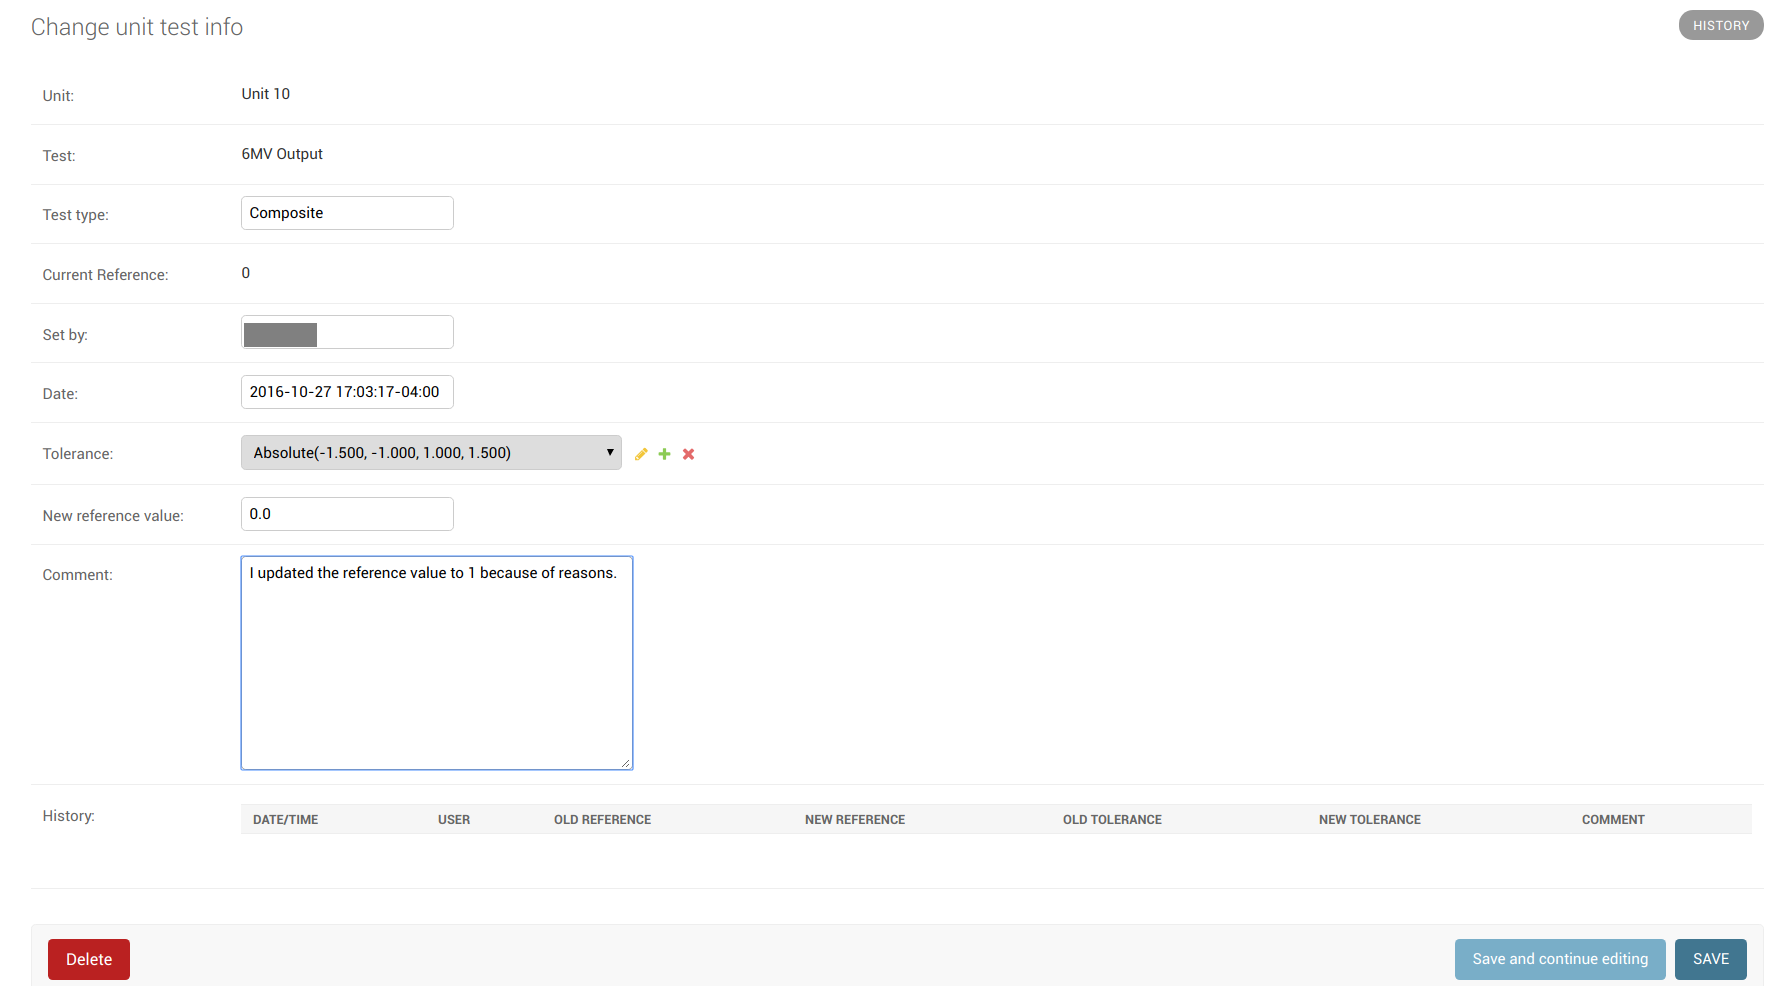 Change unit test info
HISTORY
Unit: Unit 10
Test: 6MV Output
Test type: Composite
Current Reference: 0
Set by:
Date: 2016-10-27 17:03:17-04:00
Tolerance: Absolute(-1.500, -1.000, 1.000, 1.500)
New reference value: 0.0
Comment: I updated the reference value to 1 because of reasons.
History: DATE/TIME USER OLD REFERENCE NEW REFERENCE OLD TOLERANCE NEW TOLERANCE COMMENT
Delete Save and continue editing SAVE